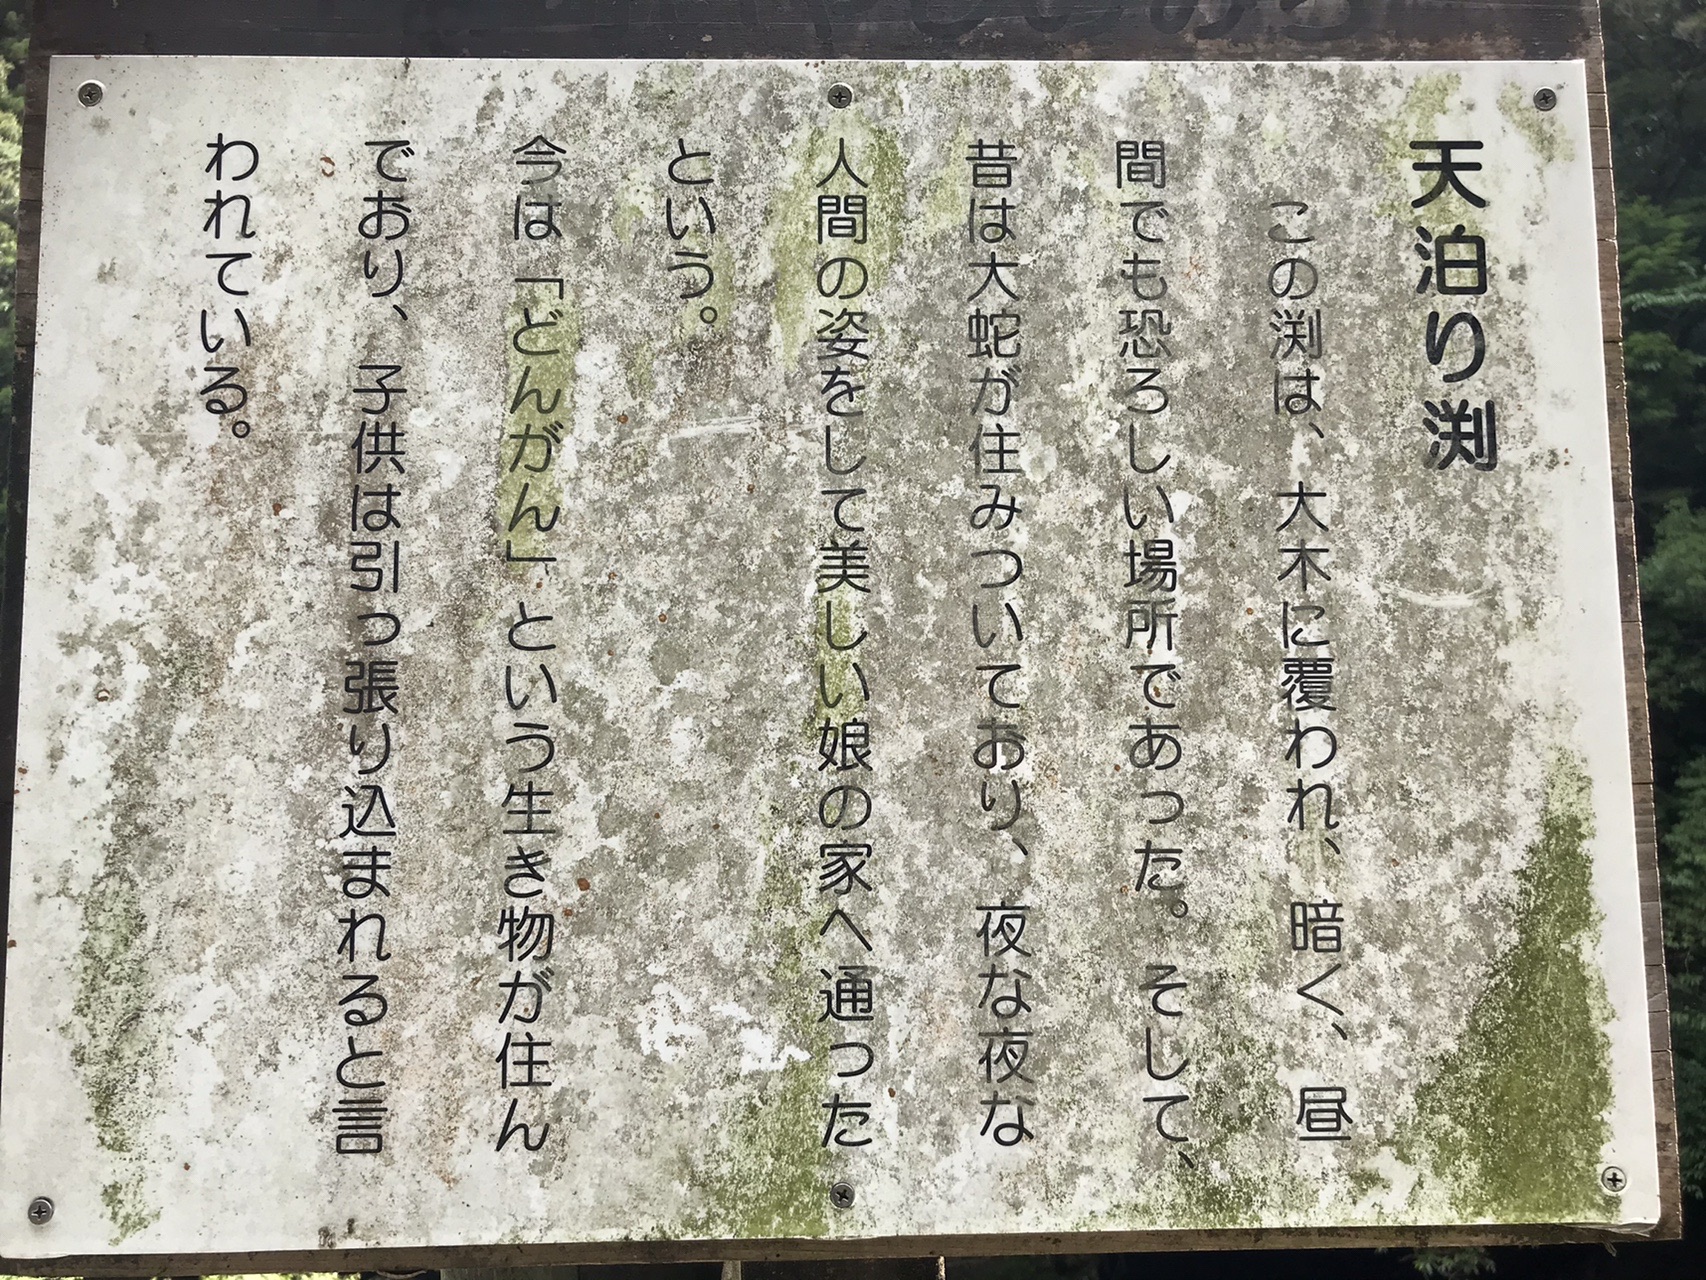 天泊り渕
この渕は、大木に覆われ、暗く、昼
間でも恐ろしい場所であった。そして、
昔は大蛇が住みついており、夜な夜な
人間の姿をして美しい娘の家へ通った
という。
今は「どんがん」という生き物が住ん
でおり、子供は引っ張り込まれると言
われている。